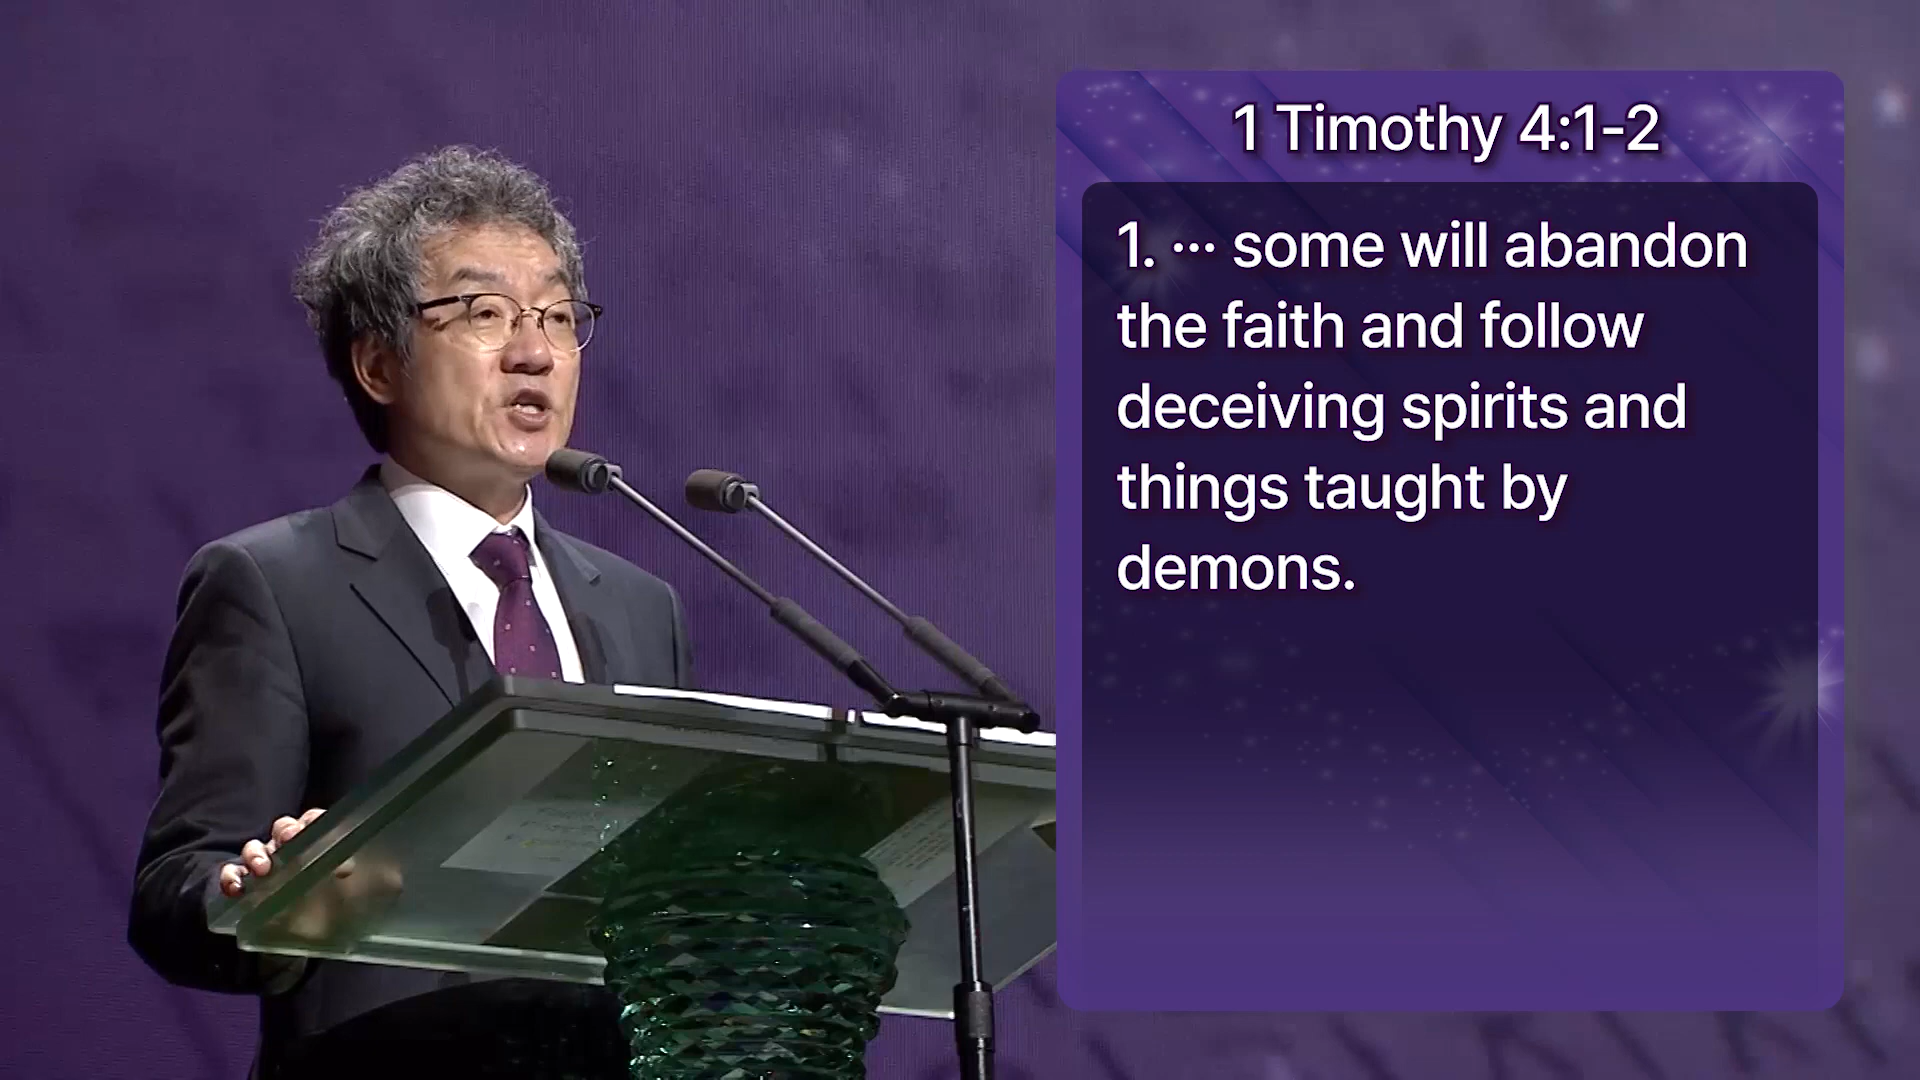 1 Timothy 4:1-2
1. ··· some will abandon
the faith and follow
deceiving spirits and
things taught by
demons.